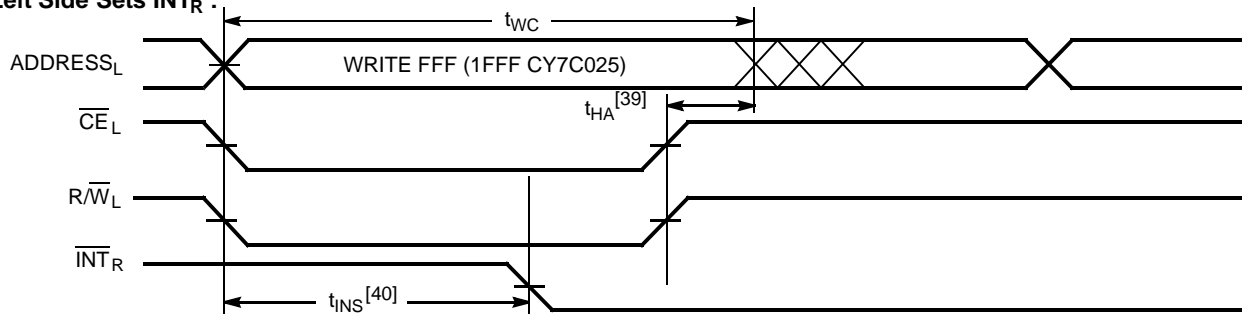 Left Side Sets INTR :
tWC
ADDRESSL
WRITE FFF (1FFF CY7C025)
tHA[39]
CEL
R/WL
INTR
tINS[40]